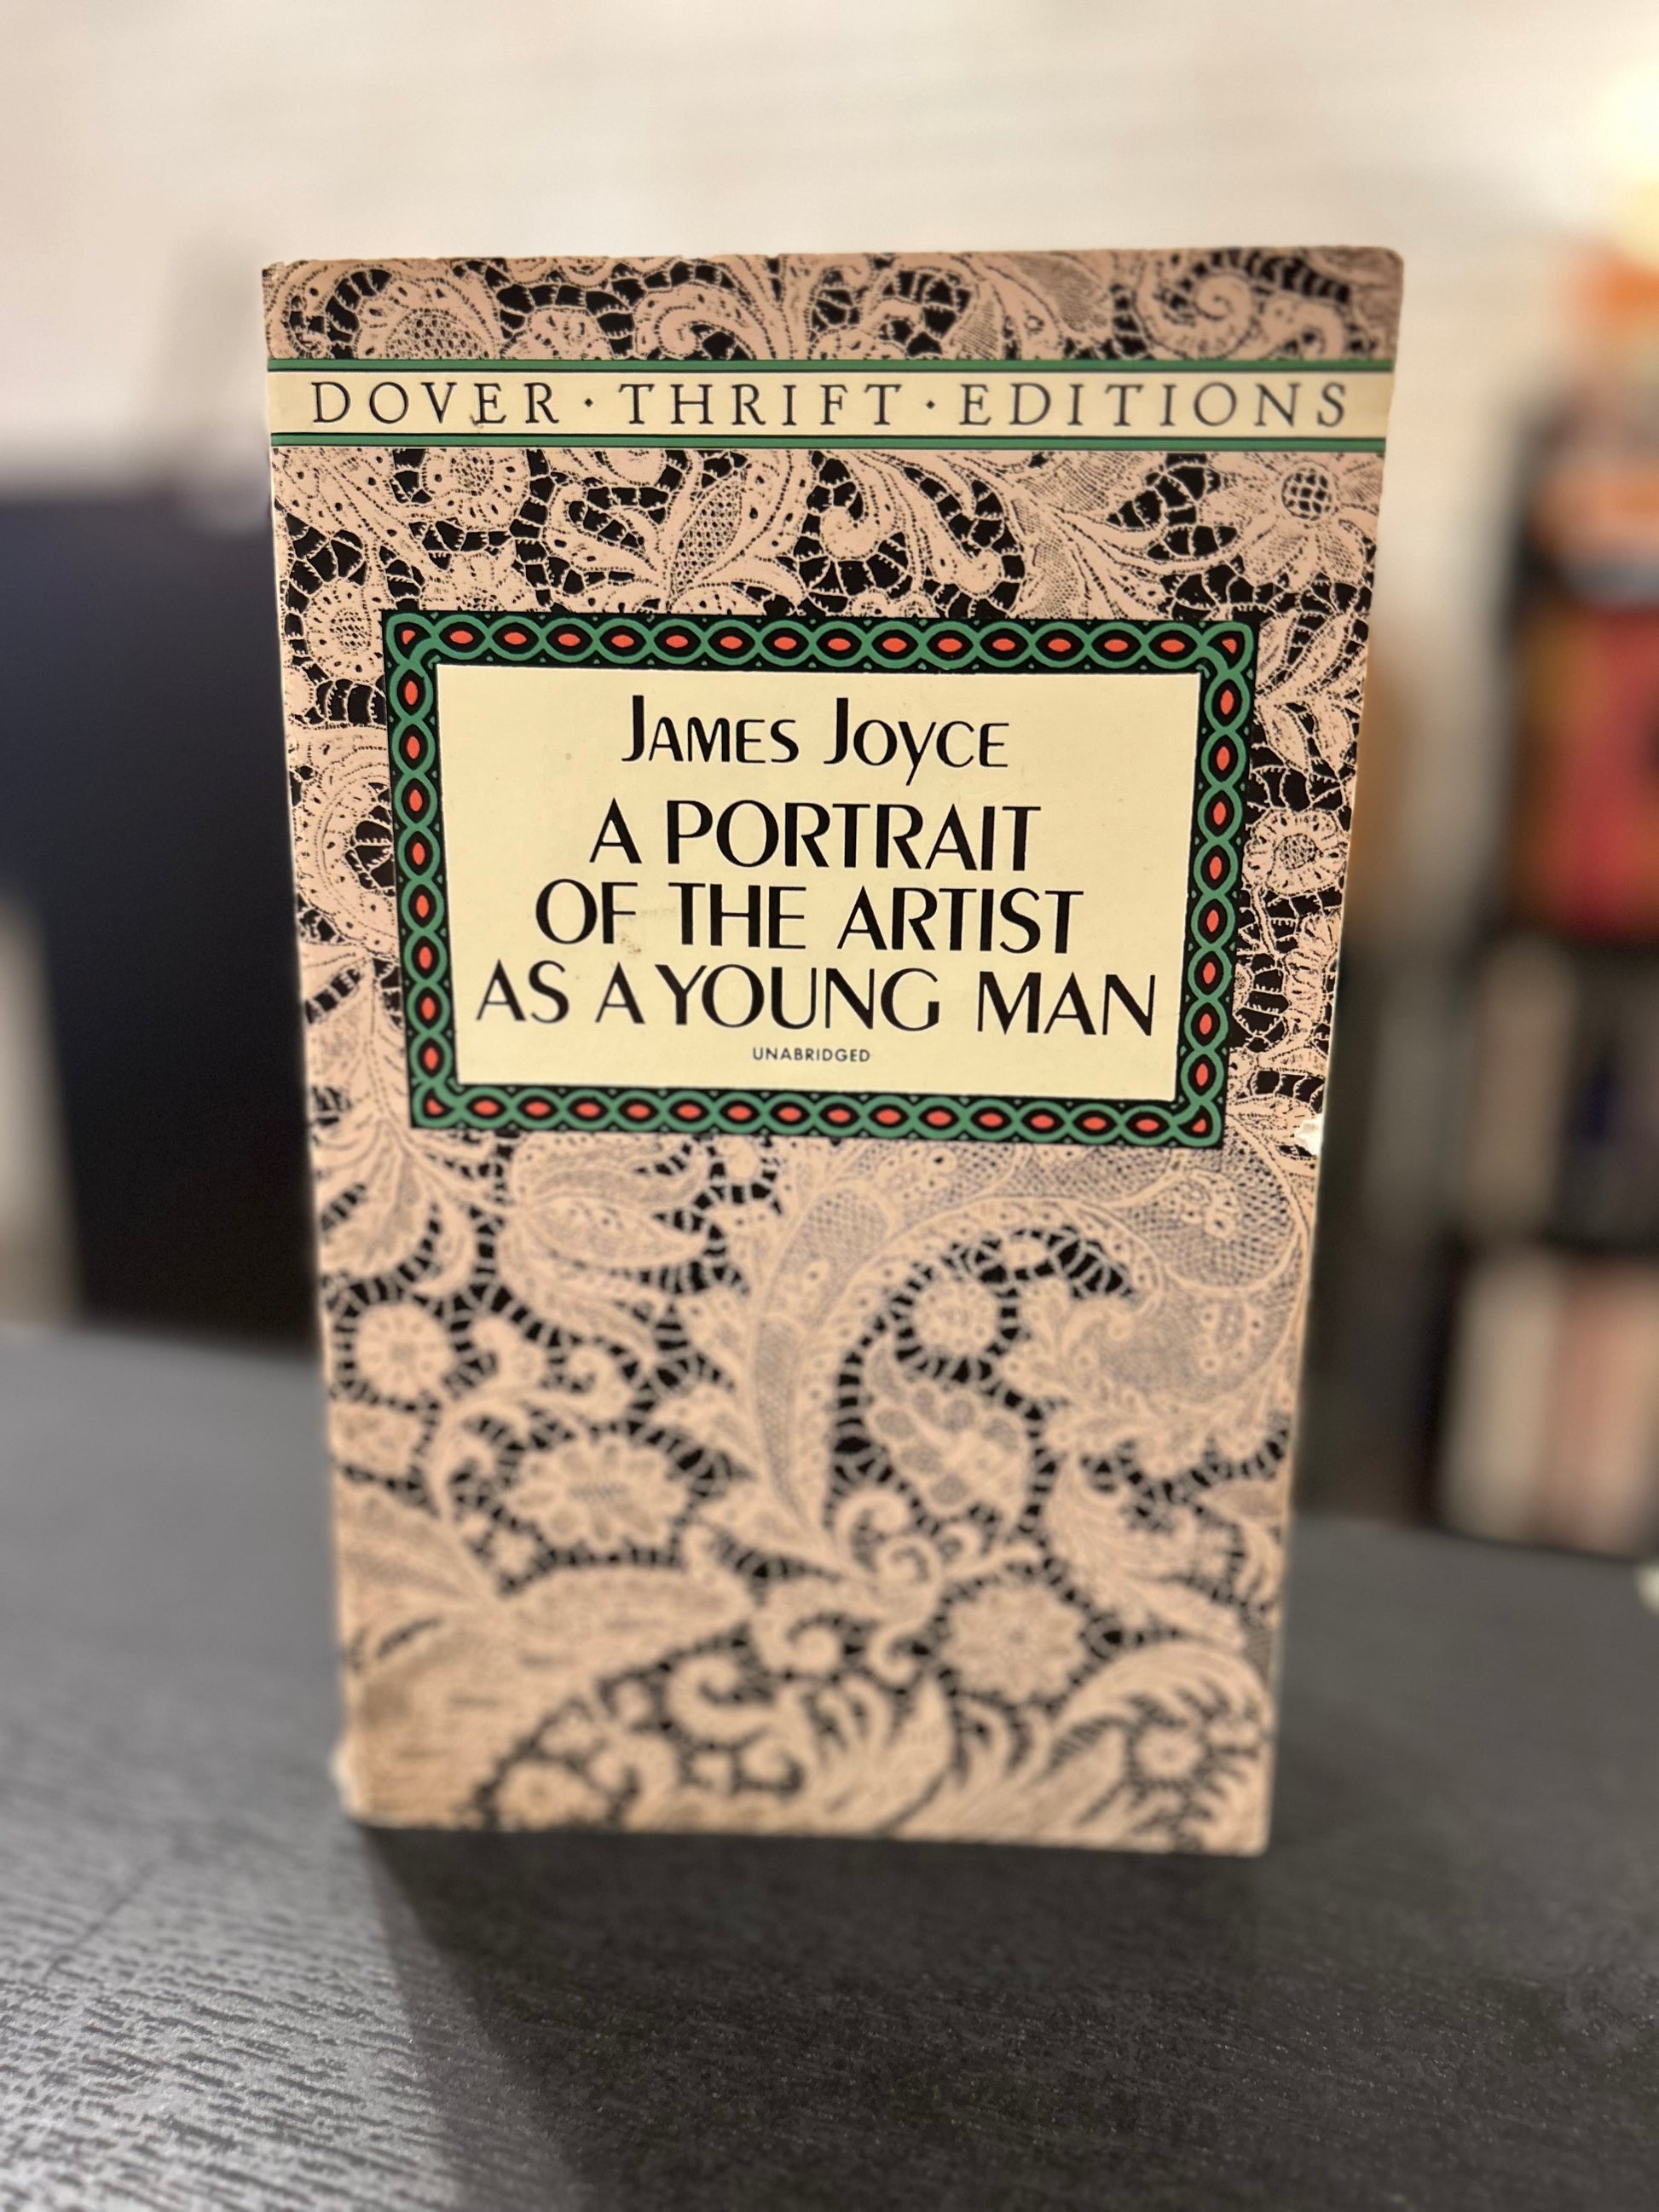 DOVER · THRIFT · EDITIONS
JAMES JOYCE
A PORTRAIT
OF THE ARTIST
AS A YOUNG MAN
UNABRIDGED